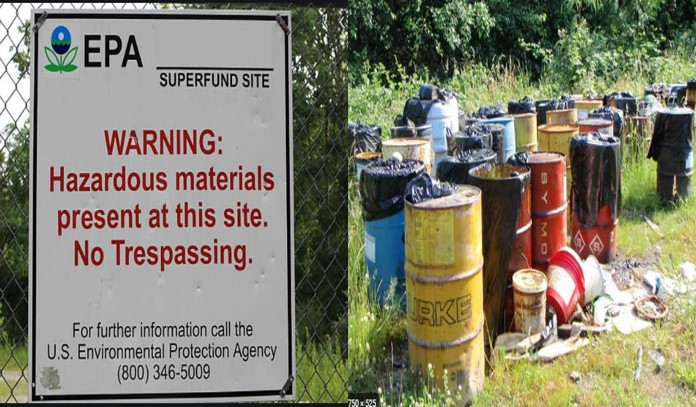 EPA
SUPERFUND SITE
WARNING:
Hazardous materials
present at this site.
No Trespassing.
For further information call the
U.S. Environmental Protection Agency
(800) 346-5009
URKE
SYMO
750 × 525